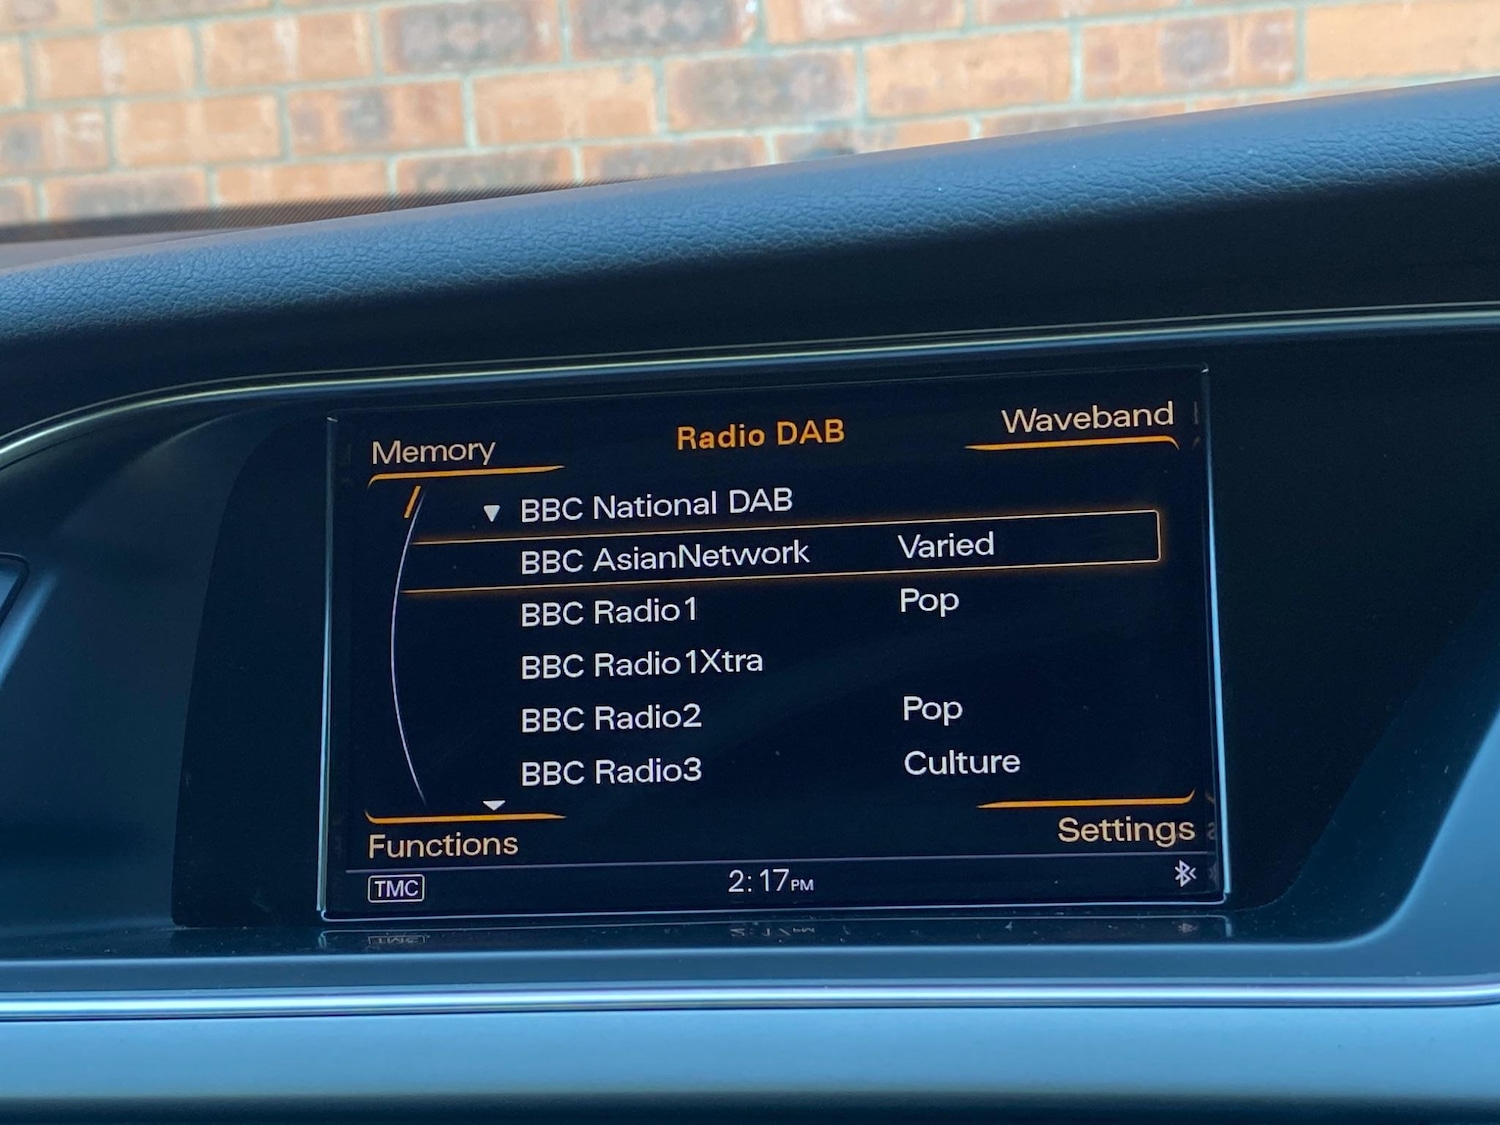 Memory
Radio DAB
Waveband
BBC National DAB
BBC AsianNetwork Varied
BBC Radio1 Pop
BBC Radio1Xtra
BBC Radio2 Pop
BBC Radio3 Culture
Functions
Settings
TMC
2:17PM